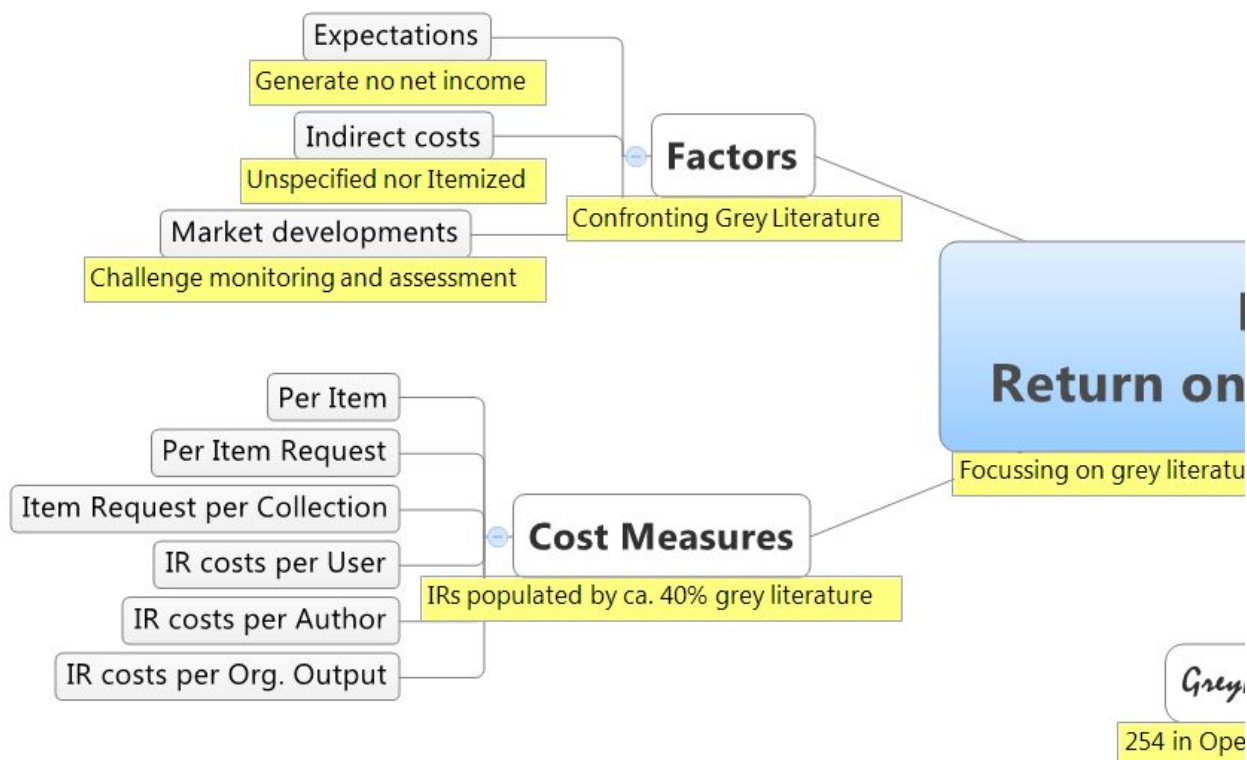 Expectations
Generate no net income
Indirect costs
Unspecified nor Itemized
Market developments
Challenge monitoring and assessment
Factors
Confronting Grey Literature
Return on
Focussing on grey
Per Item
Per Item Request
Item Request per Collection
IR costs per User
IR costs per Author
IR costs per Org. Output
Cost Measures
IRs populated by ca. 40% grey literature
254 in